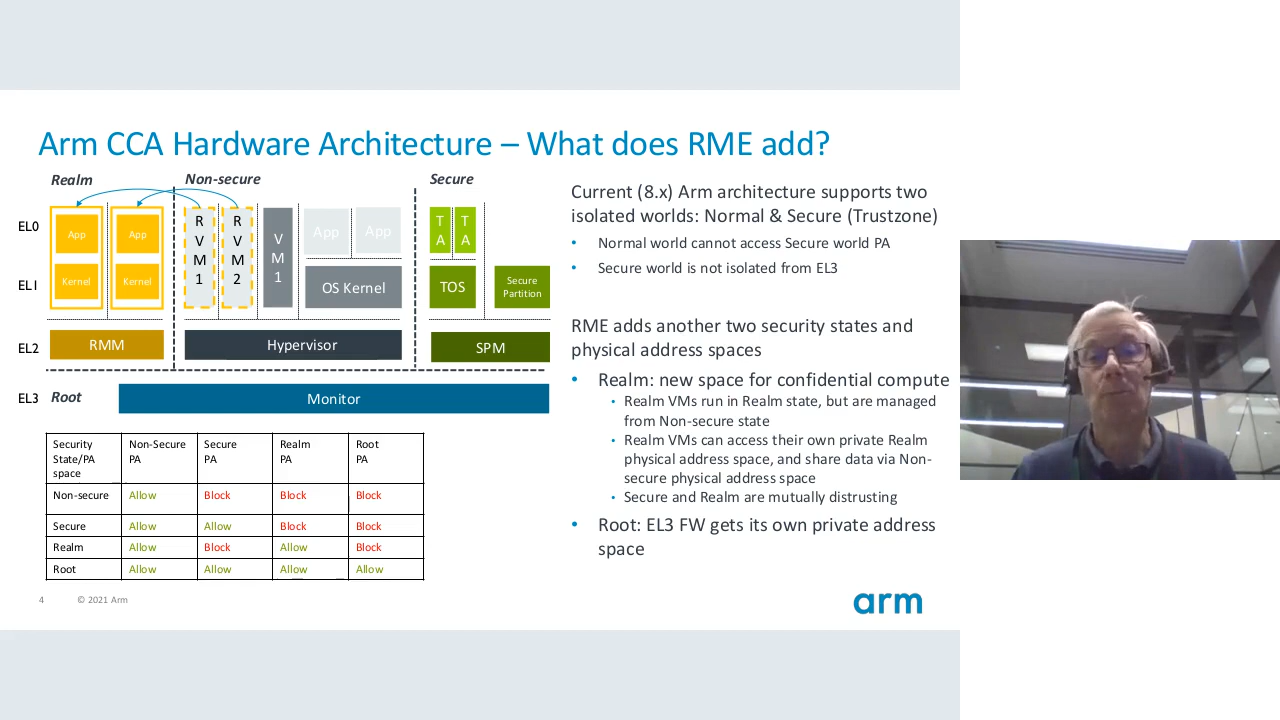 Arm CCA Hardware Architecture – What does RME add?
Realm
Non-secure
Secure
EL0
App
App
R
V
M
1
R
V
M
2
V
M
1
App
App
T
A
T
A
EL1
Kernel
Kernel
OS Kernel
TOS
Secure
Partition
EL2
RMM
Hypervisor
SPM
EL3
Root
Monitor
Security State/PA space | Non-Secure PA | Secure PA | Realm PA | Root PA
Non-secure | Allow | Block | Block | Block
Secure | Allow | Allow | Block | Block
Realm | Allow | Block | Allow | Block
Root | Allow | Allow | Allow | Allow
Current (8.x) Arm architecture supports two
isolated worlds: Normal & Secure (Trustzone)
• Normal world cannot access Secure world PA
• Secure world is not isolated from EL3
RME adds another two security states and
physical address spaces
• Realm: new space for confidential compute
• Realm VMs run in Realm state, but are managed
from Non-secure state
• Realm VMs can access their own private Realm
physical address space, and share data via Non-
secure physical address space
• Secure and Realm are mutually distrusting
• Root: EL3 FW gets its own private address
space
4
© 2021 Arm
arm